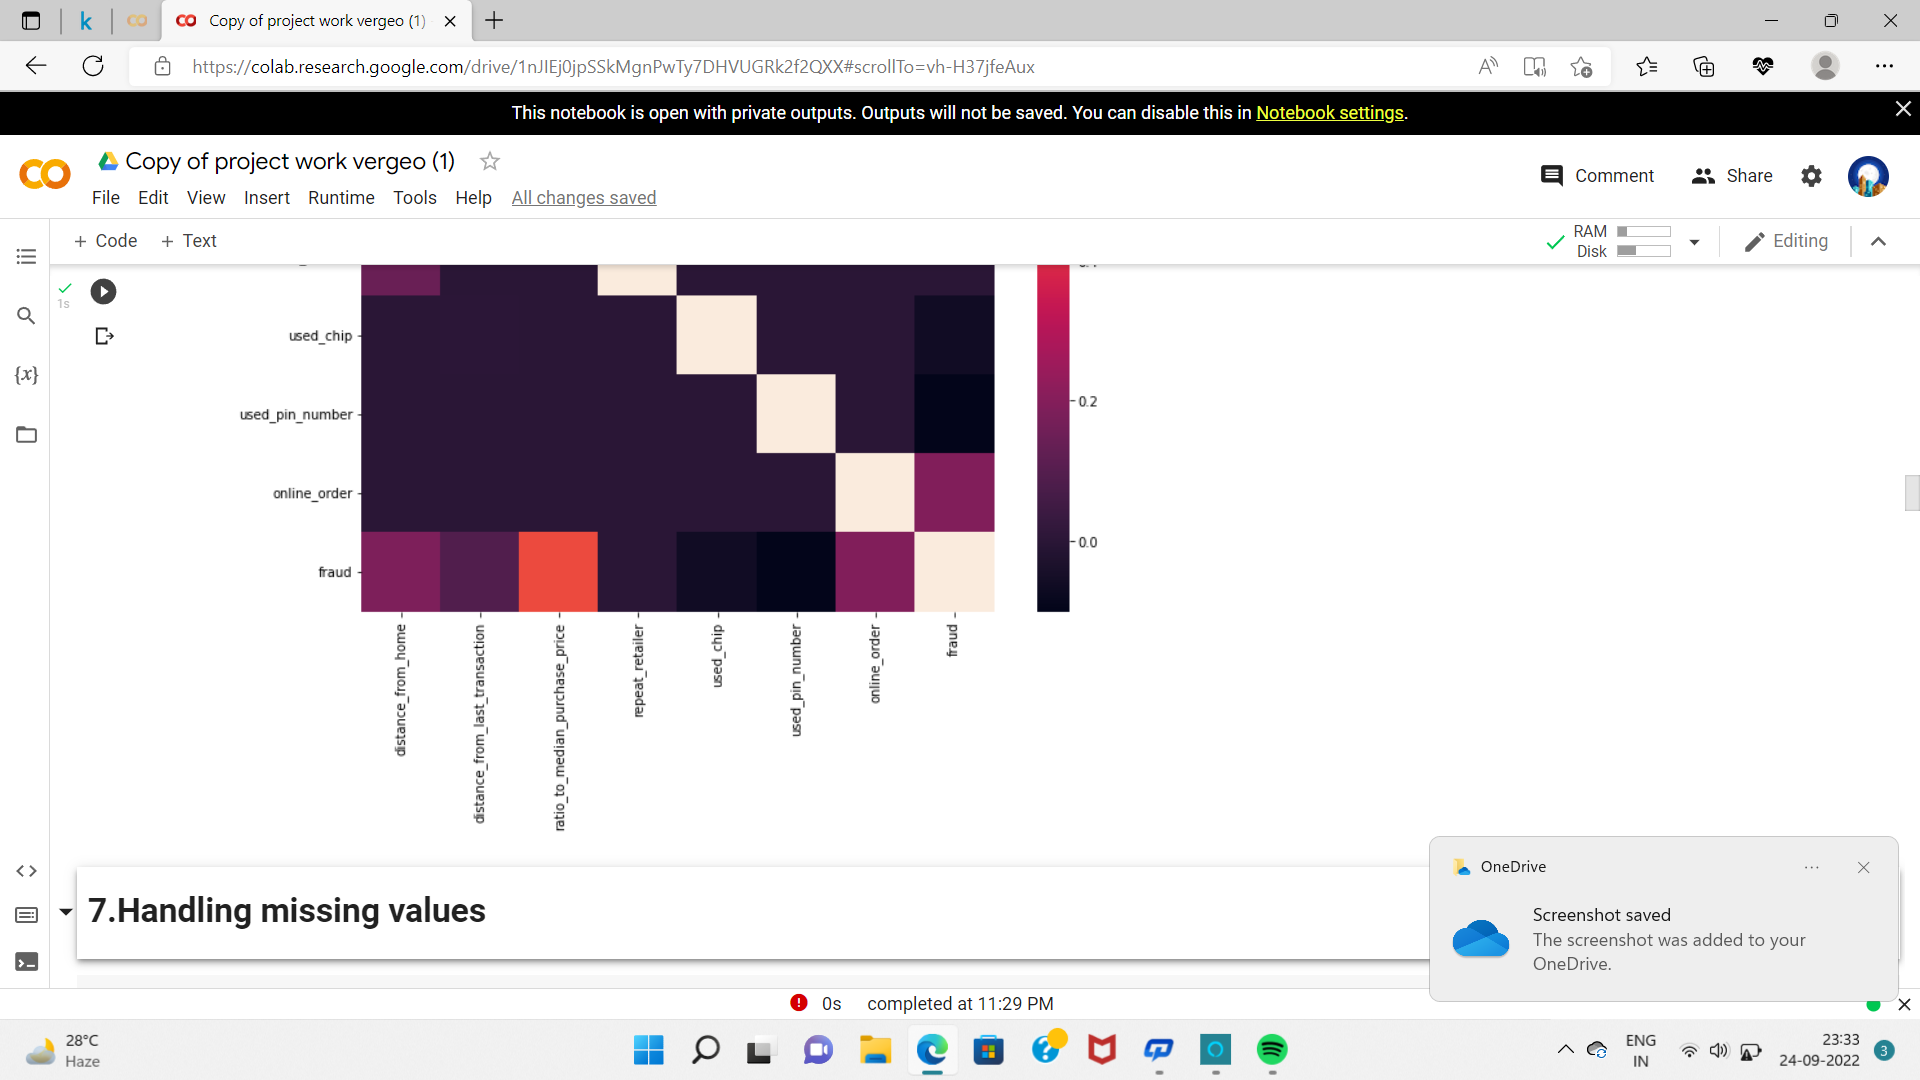 Copy of project work vergeo (1)
https://colab.research.google.com/drive/1nJIEj0jpSSkMgnPwTy7DHVUGRk2f2QXX#scrollTo=vh-H37jfeAux
This notebook is open with private outputs. Outputs will not be saved. You can disable this in Notebook settings.
Copy of project work vergeo (1)
Comment
Share
File Edit View Insert Runtime Tools Help All changes saved
+ Code + Text
RAM
Disk
Editing
1s
used_chip
used_pin_number
online_order
fraud
0.2
0.0
distance_from_home
distance_from_last_transaction
ratio_to_median_purchase_price
repeat_retailer
used_chip
used_pin_number
online_order
fraud
{x}
7.Handling missing values
OneDrive
Screenshot saved
The screenshot was added to your
OneDrive.
0s completed at 11:29 PM
28°C
Haze
ENG
IN
23:33
24-09-2022
3